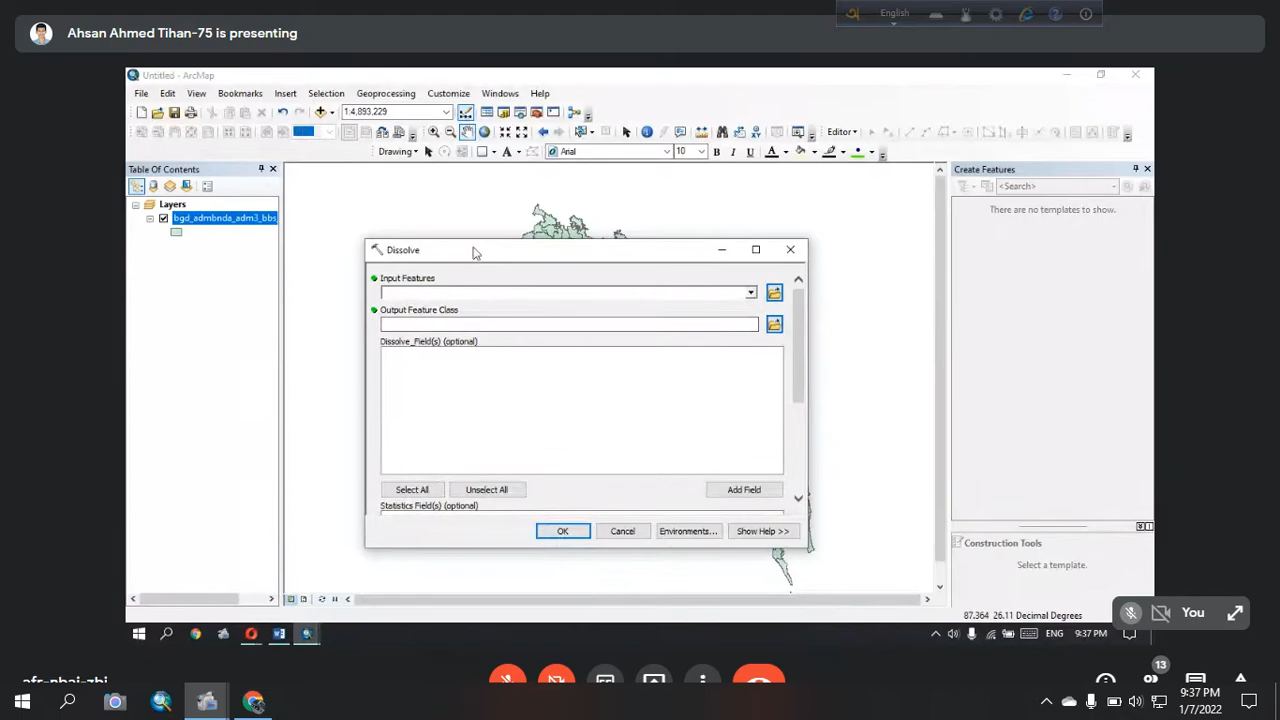 English
Ahsan Ahmed Tihan-75 is presenting
Untitled - ArcMap
File Edit View Bookmarks Insert Selection Geoprocessing Customize Windows Help
1:4,893,229
Editor
Drawing
A
Arial
10
B I U A
Table Of Contents
Create Features
<Search>
Layers
There are no templates to show.
bgd_admbnda_adm3_bbs
Dissolve
Input Features
Output Feature Class
Dissolve_Field(s) (optional)
Select All
Unselect All
Add Field
Statistics Field(s) (optional)
OK
Cancel
Environments...
Show Help >>
Construction Tools
Select a template.
87.364 26.11 Decimal Degrees
You
ENG
9:37 PM
13
9:37 PM
1/7/2022